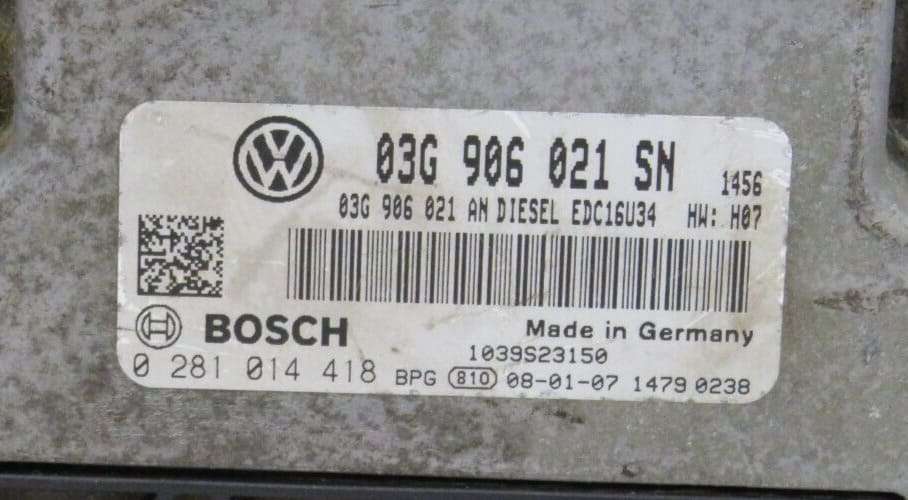 03G 906 021 SN 1456
03G 906 021 AN DIESEL EDC16U34 HW: H07
BOSCH Made in Germany
1039S23150
0 281 014 418 BPG 810 08-01-07 1479 0238